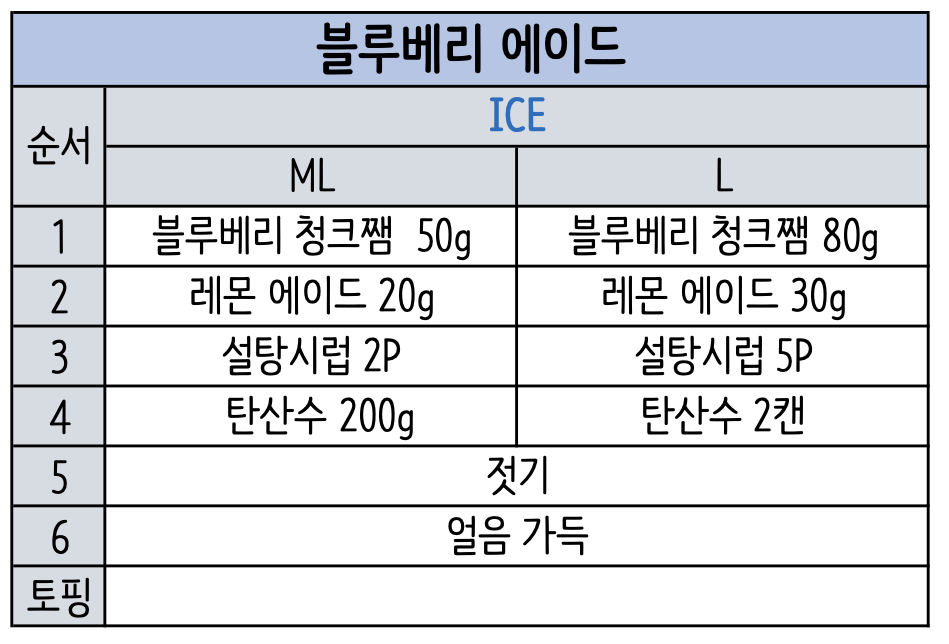 블루베리 에이드
순서 ICE
ML L
1 블루베리 청크쨈 50g 블루베리 청크쨈 80g
2 레몬 에이드 20g 레몬 에이드 30g
3 설탕시럽 2P 설탕시럽 5P
4 탄산수 200g 탄산수 2캔
5 젓기
6 얼음 가득
토핑